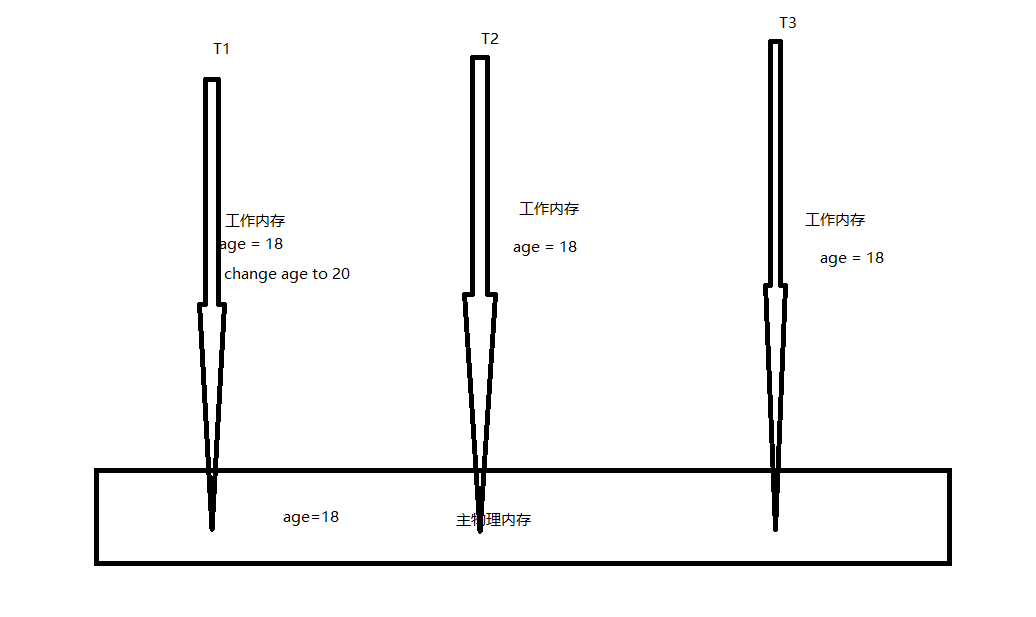 T1
T2
T3
工作内存
age = 18
change age to 20
工作内存
age = 18
工作内存
age = 18
age=18
主物理内存